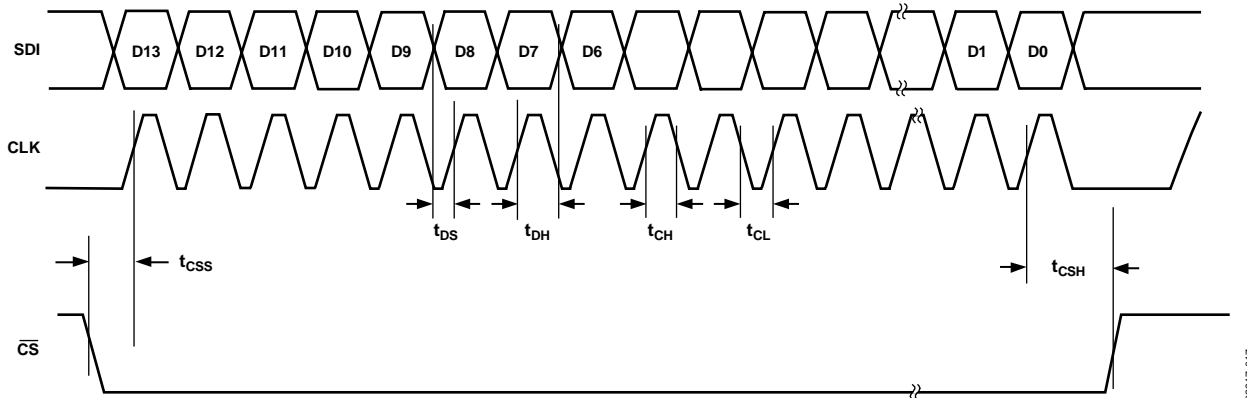 SDI D13 D12 D11 D10 D9 D8 D7 D6 D1 D0
CLK
tDS tDH tCH tCL
tCSS tCSH
CS